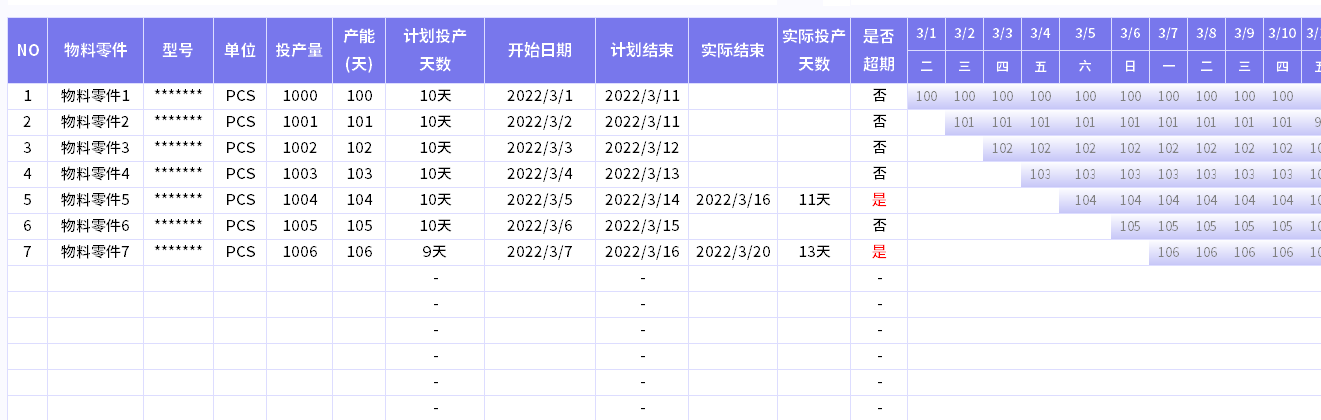 NO 物料零件 型号 单位 投产量 产能(天) 计划投产天数 开始日期 计划结束 实际结束 实际投产天数 是否超期 3/1 3/2 3/3 3/4 3/5 3/6 3/7 3/8 3/9 3/10
二 三 四 五 六 日 一 二 三 四 五
1 物料零件1 ******* PCS 1000 100 10天 2022/3/1 2022/3/11 否 100 100 100 100 100 100 100 100 100 100
2 物料零件2 ******* PCS 1001 101 10天 2022/3/2 2022/3/11 否 101 101 101 101 101 101 101 101 101
3 物料零件3 ******* PCS 1002 102 10天 2022/3/3 2022/3/12 否 102 102 102 102 102 102 102 102
4 物料零件4 ******* PCS 1003 103 10天 2022/3/4 2022/3/13 否 103 103 103 103 103 103 103
5 物料零件5 ******* PCS 1004 104 10天 2022/3/5 2022/3/14 2022/3/16 11天 是 104 104 104 104 104 104
6 物料零件6 ******* PCS 1005 105 10天 2022/3/6 2022/3/15 否 105 105 105 105 105
7 物料零件7 ******* PCS 1006 106 9天 2022/3/7 2022/3/16 2022/3/20 13天 是 106 106 106 106
- - -
- - -
- - -
- - -
- - -
- - -